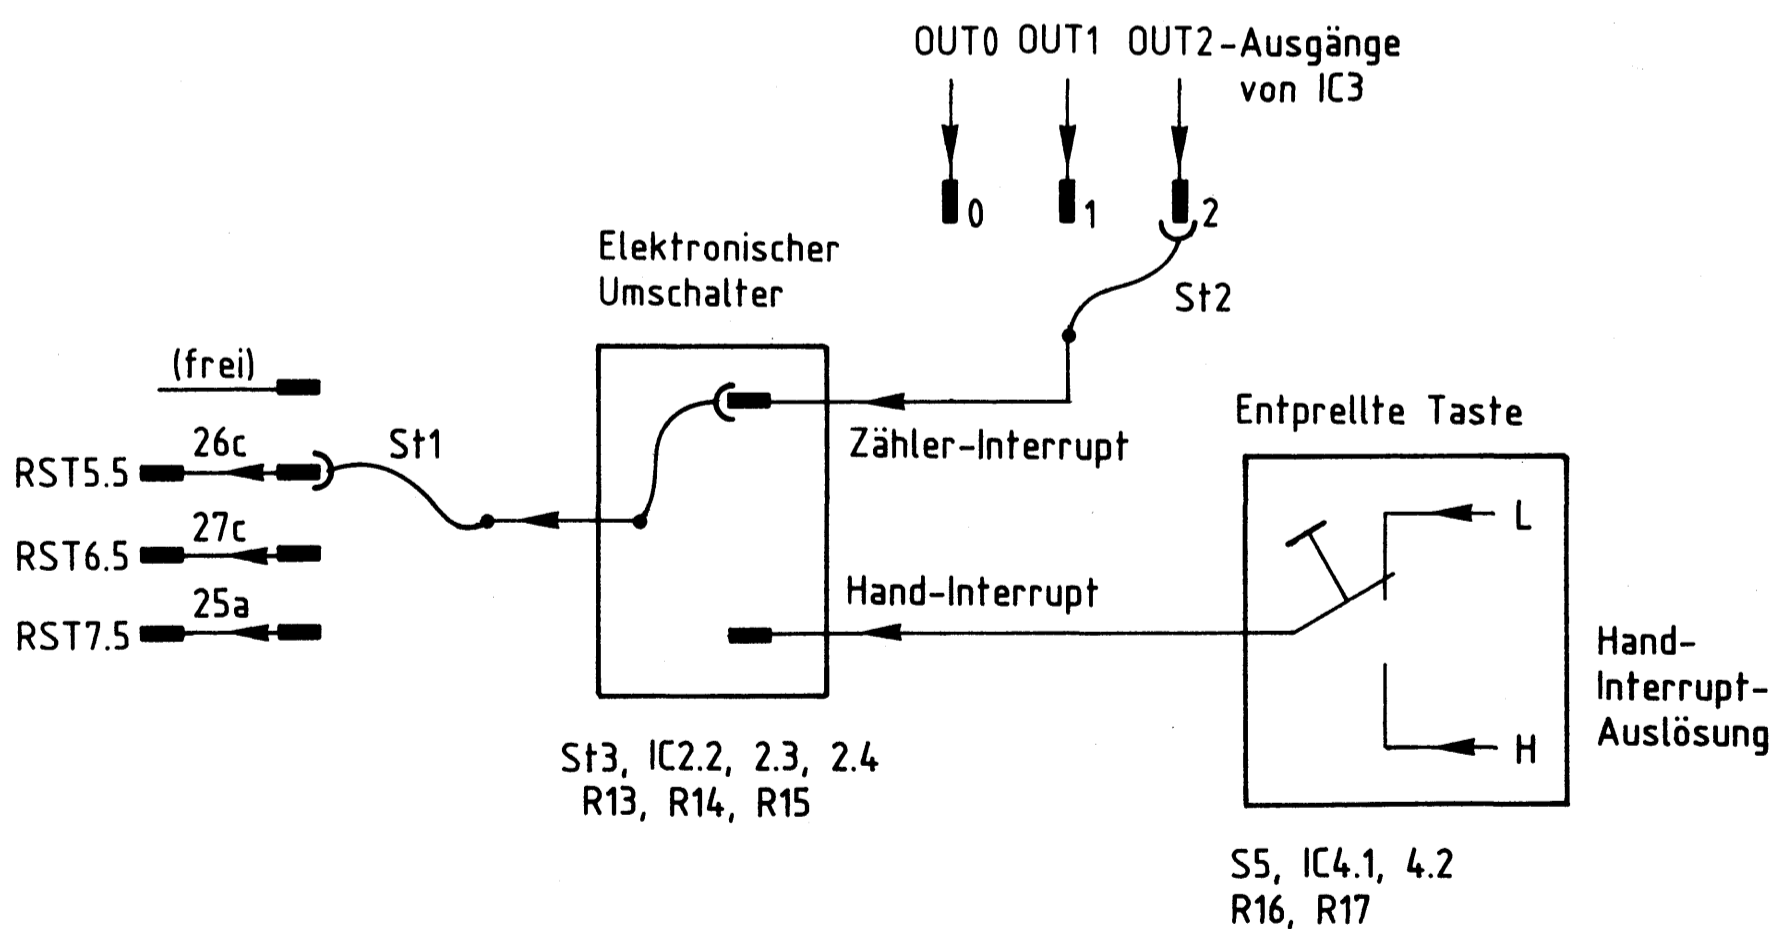 OUT0 OUT1 OUT2-Ausgänge
von IC3
0
1
2
St2
Elektronischer
Umschalter
(frei)
26c
St1
RST5.5
27c
RST6.5
25a
RST7.5
Zähler-Interrupt
Hand-Interrupt
St3, IC2.2, 2.3, 2.4
R13, R14, R15
Entprellte Taste
L
H
Hand-
Interrupt-
Auslösung
S5, IC4.1, 4.2
R16, R17